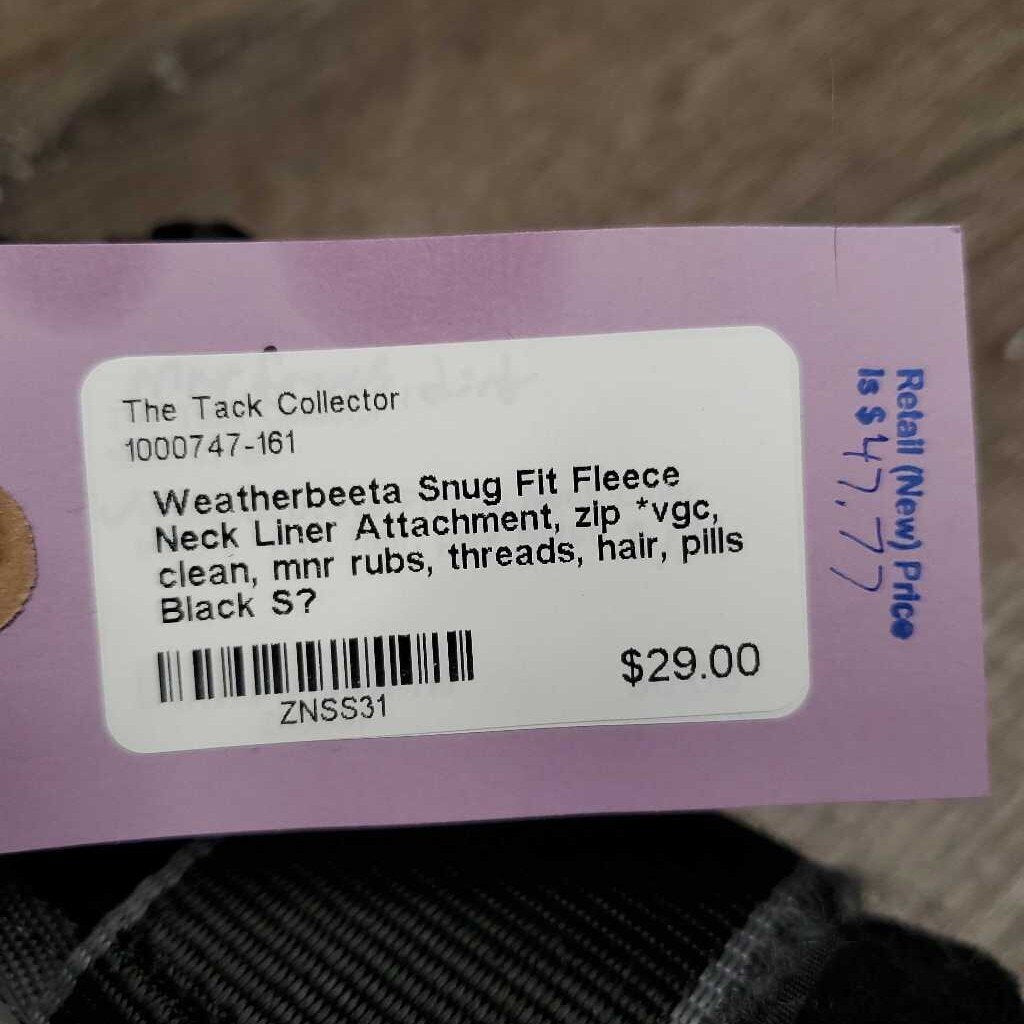 The Tack Collector
1000747-161
Weatherbeeta Snug Fit Fleece
Neck Liner Attachment, zip *vgc,
clean, mnr rubs, threads, hair, pills
Black S?
ZNSS31
$29.00
Retail (New) Price
Is $47.77